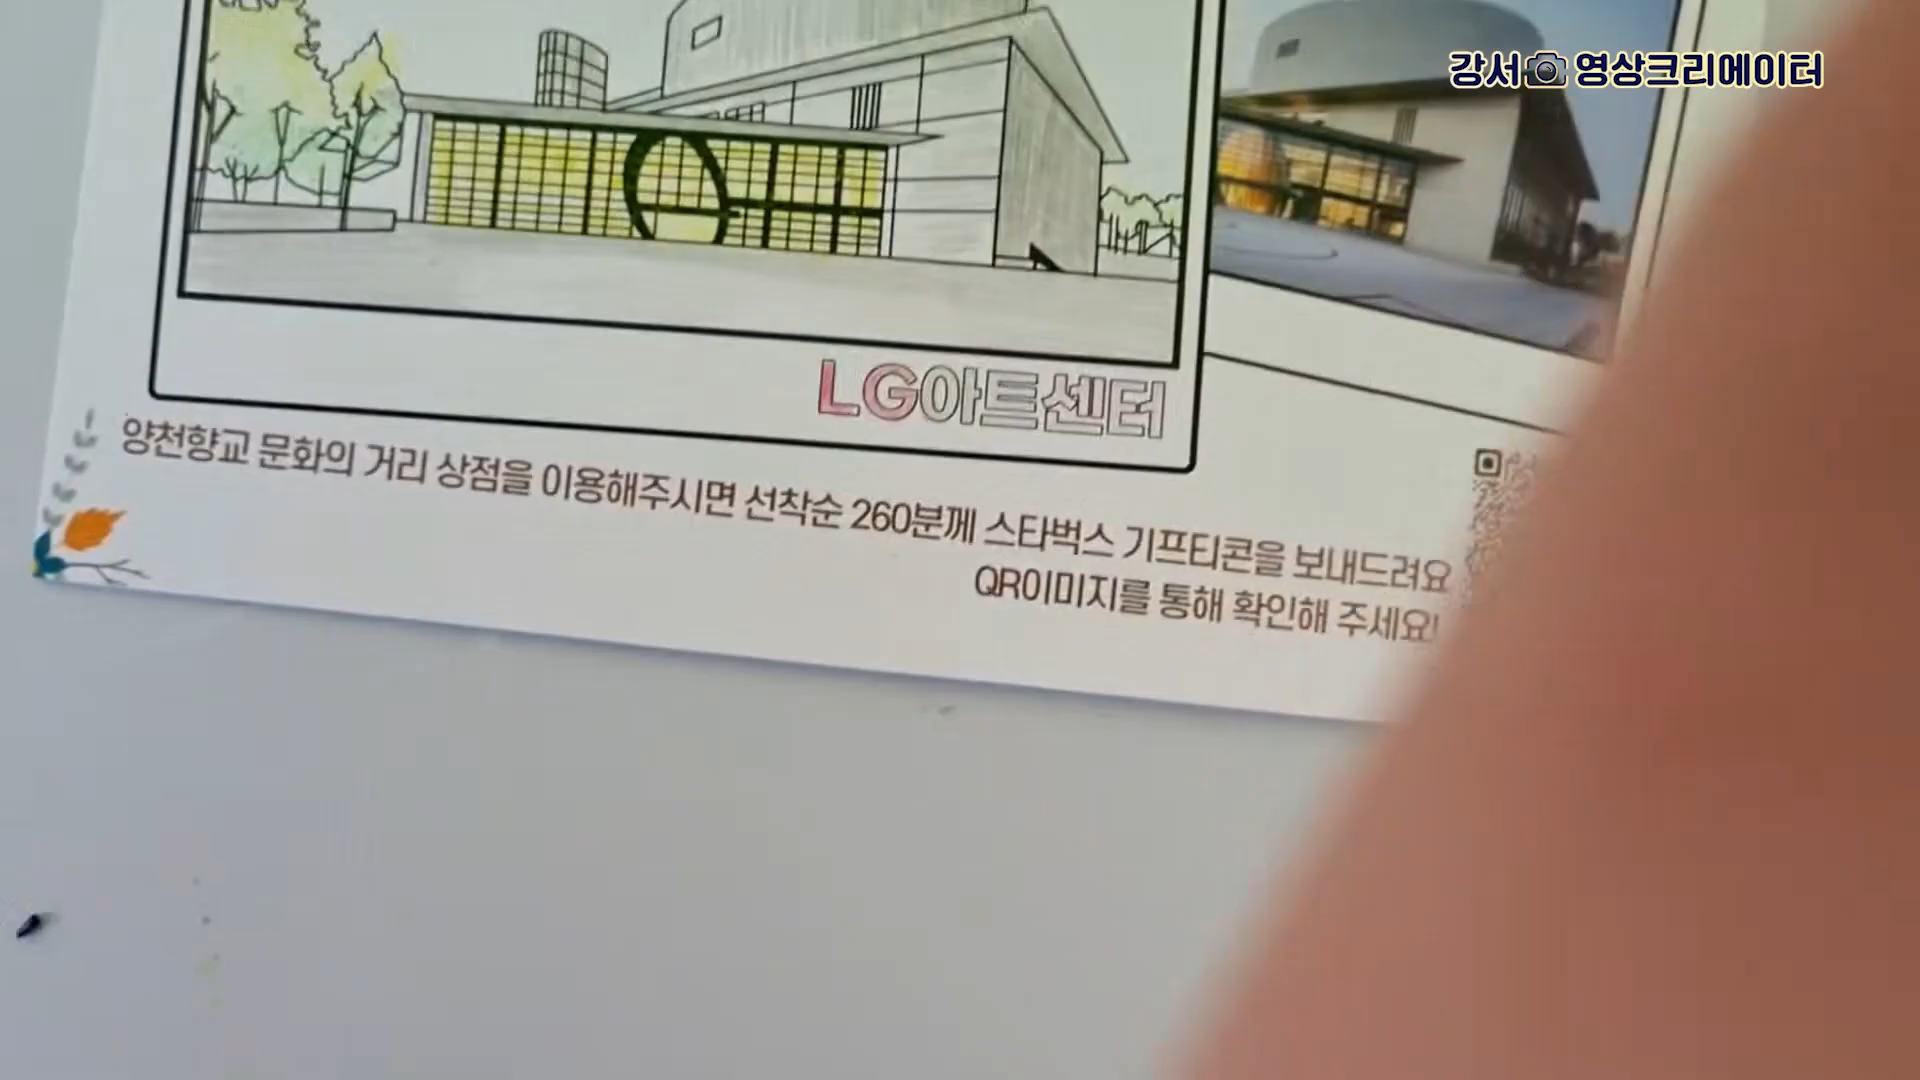 강서 영상크리에이터
LG아트센터
양천향교 문화의 거리 상점을 이용해주시면 선착순 260분께 스타벅스 기프티콘을 보내드려요
QR이미지를 통해 확인해 주세요!